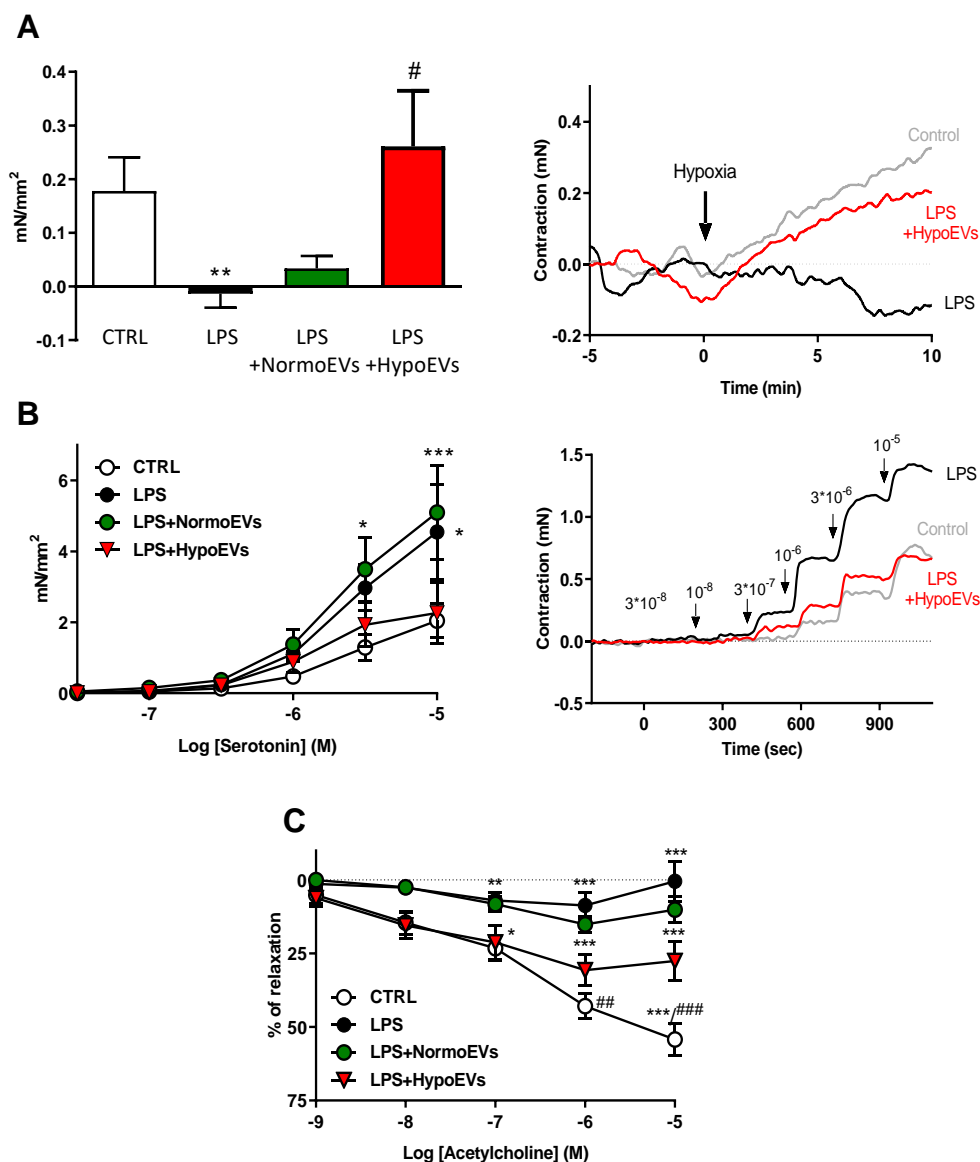 A
0.4
0.3
0.2
0.1
0.0
-0.1
mN/mm²
**
#
CTRL
LPS
LPS
+NormoEVs
LPS
+HypoEVs
0.4
0.2
0.0
-0.2
Contraction (mN)
Hypoxia
Control
LPS
+HypoEVs
LPS
-5
0
5
10
Time (min)
B
6
4
2
0
mN/mm²
CTRL
LPS
LPS+NormoEVs
LPS+HypoEVs
*
***
*
-7
-6
-5
Log [Serotonin] (M)
1.5
1.0
0.5
0.0
-0.5
Contraction (mN)
3*10⁻⁸
10⁻⁸
3*10⁻⁷
10⁻⁶
3*10⁻⁶
10⁻⁵
LPS
Control
LPS
+HypoEVs
0
300
600
900
Time (sec)
C
0
25
50
75
% of relaxation
**
***
***
*
***
***
##
***/###
CTRL
LPS
LPS+NormoEVs
LPS+HypoEVs
-9
-8
-7
-6
-5
Log [Acetylcholine] (M)